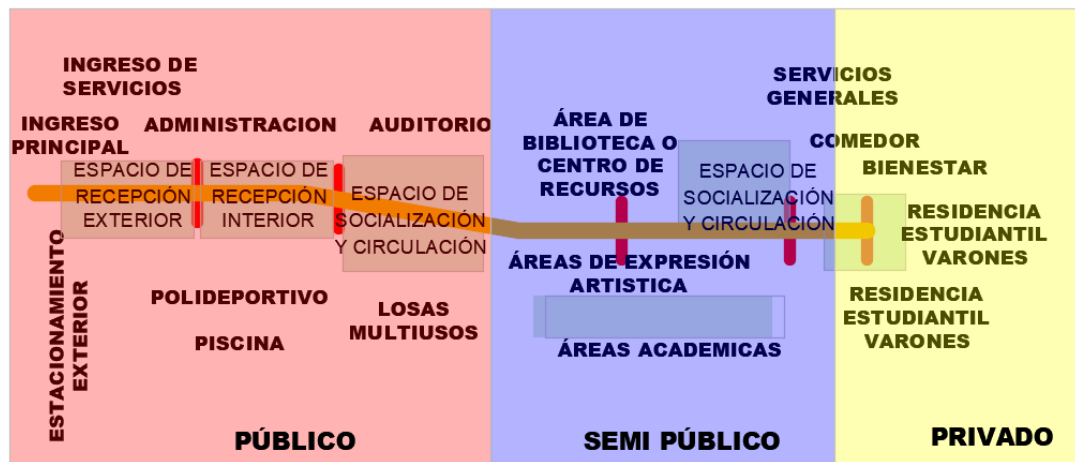 INGRESO DE
SERVICIOS
INGRESO
PRINCIPAL
ADMINISTRACION
AUDITORIO
ESPACIO DE
RECEPCIÓN
EXTERIOR
ESPACIO DE
RECEPCIÓN
INTERIOR
ESPACIO DE
SOCIALIZACIÓN
Y CIRCULACIÓN
ESTACIONAMIENTO
EXTERIOR
POLIDEPORTIVO
PISCINA
LOSAS
MULTIUSOS
PÚBLICO
ÁREA DE
BIBLIOTECA O
CENTRO DE
RECURSOS
ESPACIO DE
SOCIALIZACIÓN
Y CIRCULACIÓN
ÁREAS DE EXPRESIÓN
ARTISTICA
ÁREAS ACADEMICAS
SEMI PÚBLICO
SERVICIOS
GENERALES
COMEDOR
BIENESTAR
RESIDENCIA
ESTUDIANTIL
VARONES
RESIDENCIA
ESTUDIANTIL
VARONES
PRIVADO